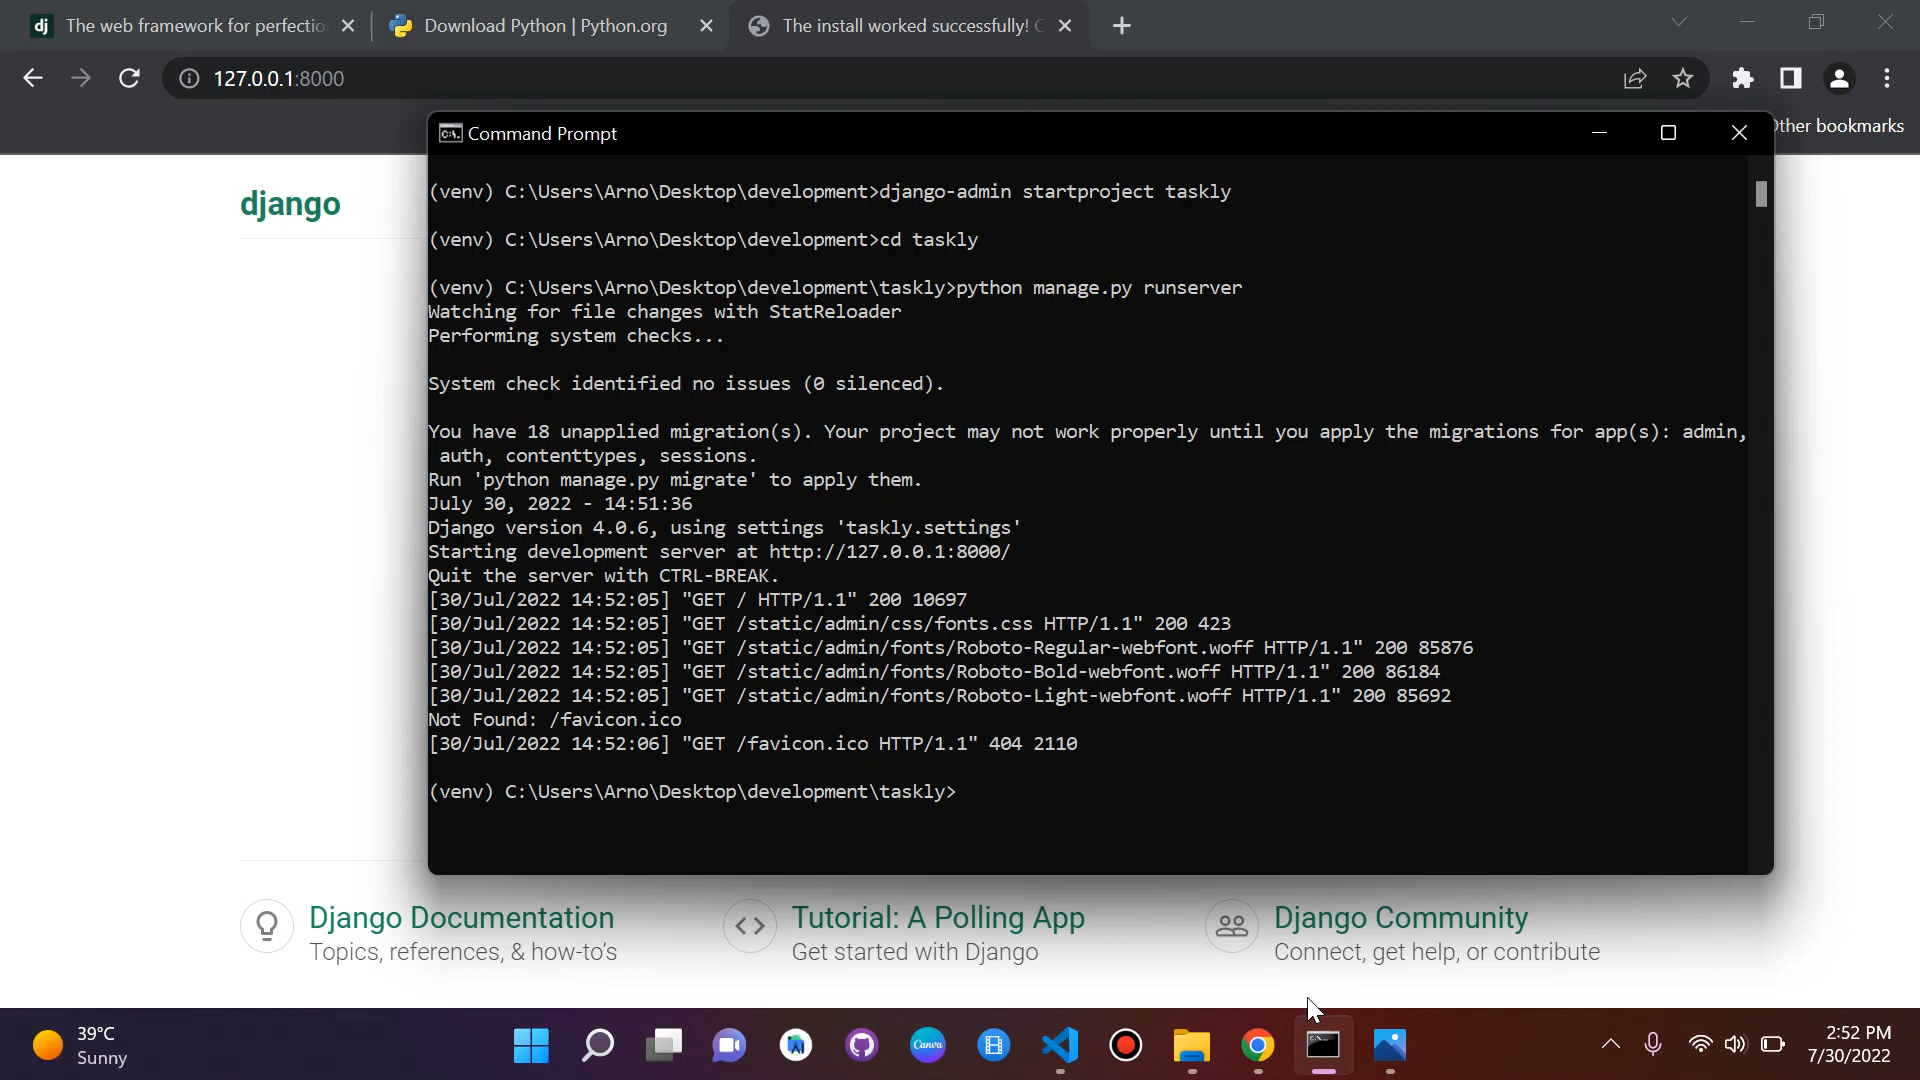 dj The web framework for perfectio
Download Python | Python.org
The install worked successfully! C
127.0.0.1:8000
Other bookmarks
Command Prompt
django
(venv) C:\Users\Arno\Desktop\development>django-admin startproject taskly
(venv) C:\Users\Arno\Desktop\development>cd taskly
(venv) C:\Users\Arno\Desktop\development\taskly>python manage.py runserver
Watching for file changes with StatReloader
Performing system checks...
System check identified no issues (0 silenced).
You have 18 unapplied migration(s). Your project may not work properly until you apply the migrations for app(s): admin,
auth, contenttypes, sessions.
Run 'python manage.py migrate' to apply them.
July 30, 2022 - 14:51:36
Django version 4.0.6, using settings 'taskly.settings'
Starting development server at http://127.0.0.1:8000/
Quit the server with CTRL-BREAK.
[30/Jul/2022 14:52:05] "GET / HTTP/1.1" 200 10697
[30/Jul/2022 14:52:05] "GET /static/admin/css/fonts.css HTTP/1.1" 200 423
[30/Jul/2022 14:52:05] "GET /static/admin/fonts/Roboto-Regular-webfont.woff HTTP/1.1" 200 85876
[30/Jul/2022 14:52:05] "GET /static/admin/fonts/Roboto-Bold-webfont.woff HTTP/1.1" 200 86184
[30/Jul/2022 14:52:05] "GET /static/admin/fonts/Roboto-Light-webfont.woff HTTP/1.1" 200 85692
Not Found: /favicon.ico
[30/Jul/2022 14:52:06] "GET /favicon.ico HTTP/1.1" 404 2110
(venv) C:\Users\Arno\Desktop\development\taskly>
Django Documentation
Topics, references, & how-to's
Tutorial: A Polling App
Get started with Django
Django Community
Connect, get help, or contribute
39°C
Sunny
Canva
2:52 PM
7/30/2022